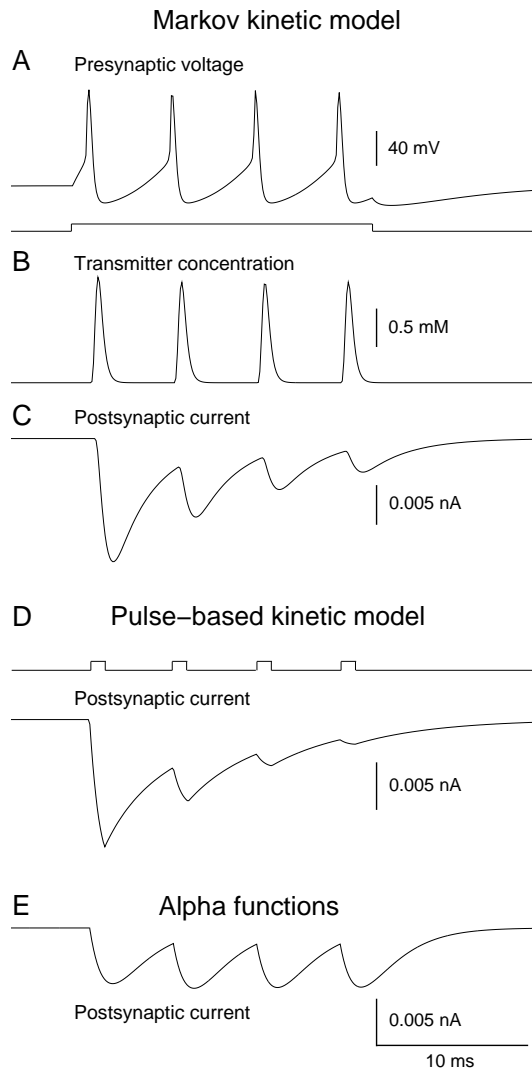 Markov kinetic model
A Presynaptic voltage
40 mV
B Transmitter concentration
0.5 mM
C Postsynaptic current
0.005 nA
D Pulse−based kinetic model
Postsynaptic current
0.005 nA
E Alpha functions
Postsynaptic current
0.005 nA
10 ms